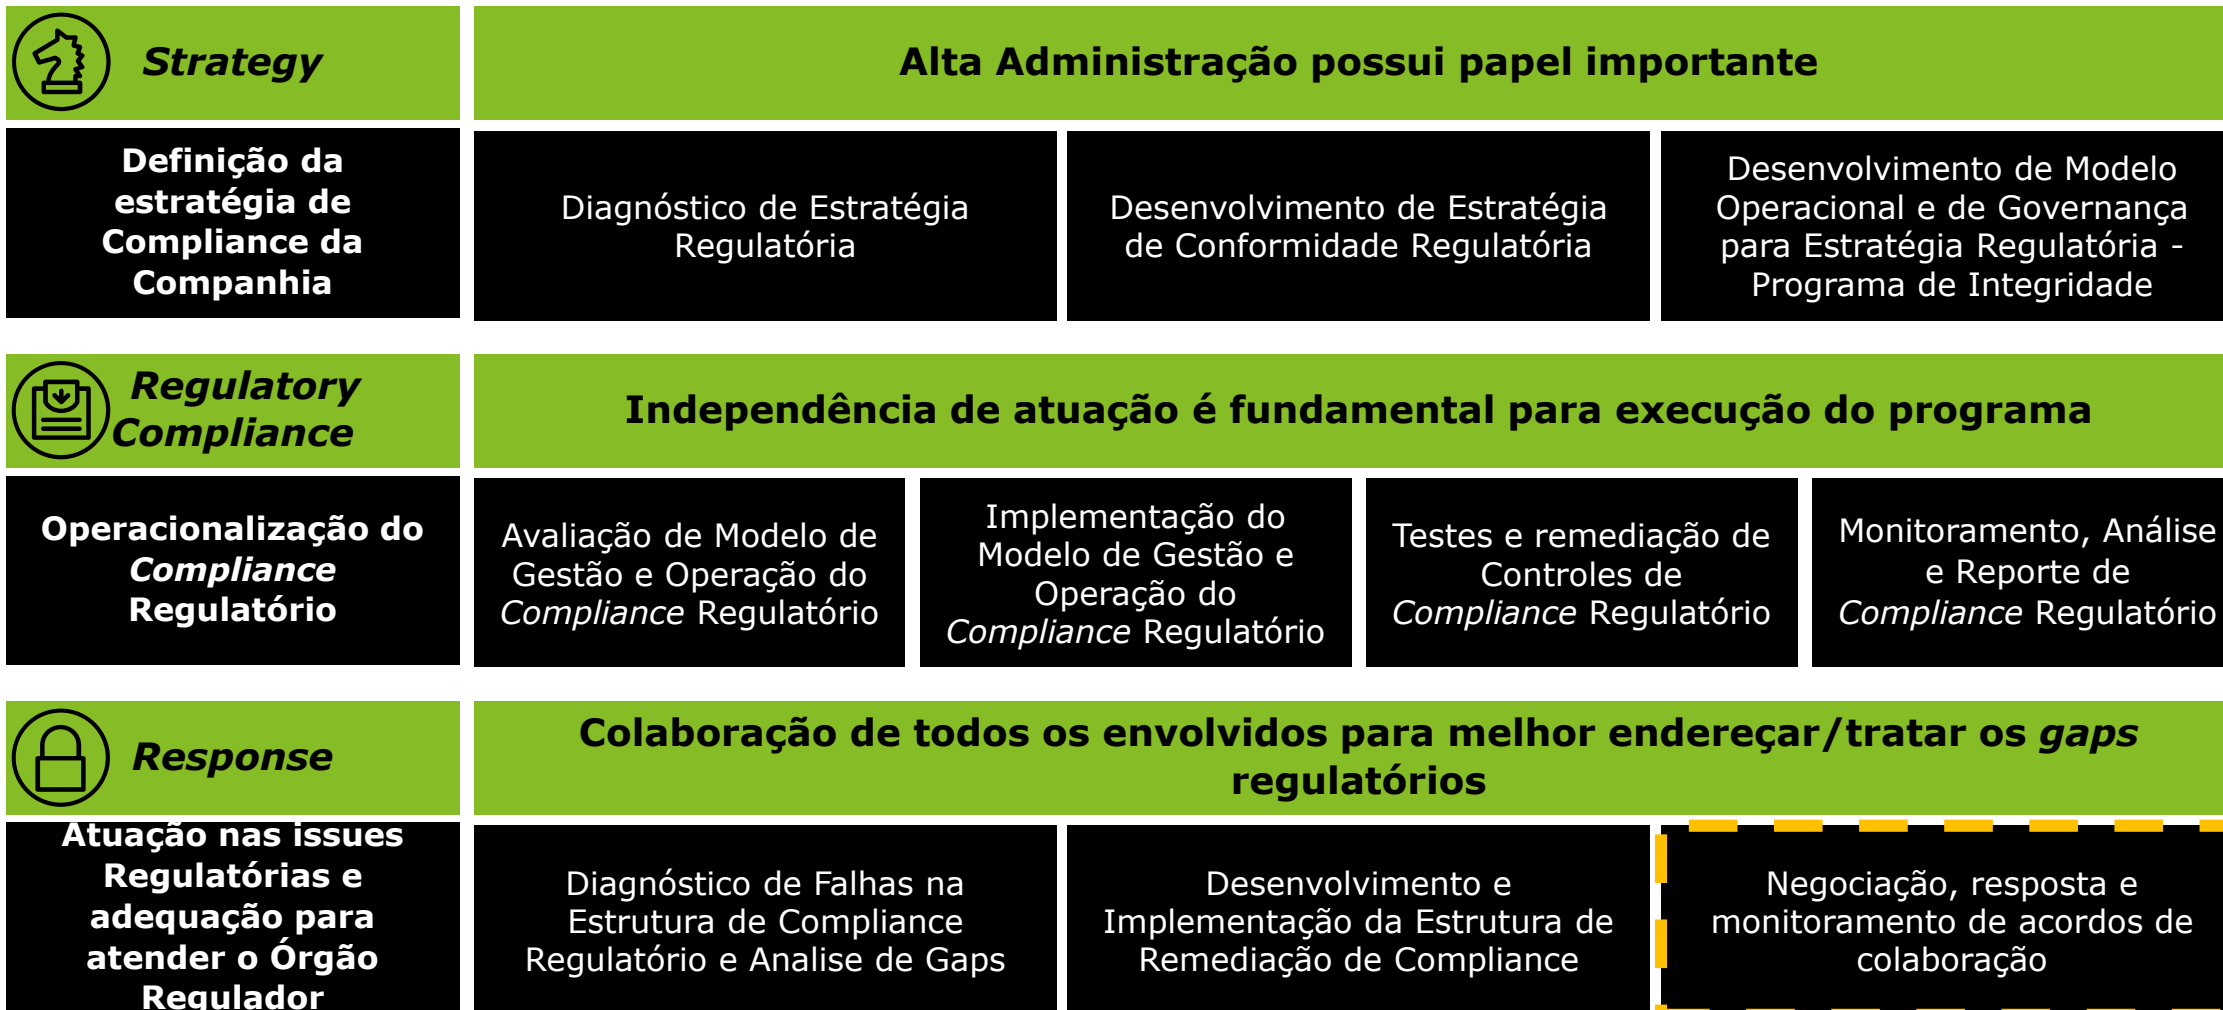 Strategy
Alta Administração possui papel importante
Definição da
estratégia de
Compliance da
Companhia
Diagnóstico de Estratégia
Regulatória
Desenvolvimento de Estratégia
de Conformidade Regulatória
Desenvolvimento de Modelo
Operacional e de Governança
para Estratégia Regulatória -
Programa de Integridade
Regulatory
Compliance
Independência de atuação é fundamental para execução do programa
Operacionalização do
Compliance
Regulatório
Avaliação de Modelo de
Gestão e Operação do
Compliance Regulatório
Implementação do
Modelo de Gestão e
Operação do
Compliance Regulatório
Testes e remediação de
Controles de
Compliance Regulatório
Monitoramento, Análise
e Reporte de
Compliance Regulatório
Response
Colaboração de todos os envolvidos para melhor endereçar/tratar os gaps
regulatórios
Atuação nas issues
Regulatórias e
adequação para
atender o Órgão
Regulador
Diagnóstico de Falhas na
Estrutura de Compliance
Regulatório e Analise de Gaps
Desenvolvimento e
Implementação da Estrutura de
Remediação de Compliance
Negociação, resposta e
monitoramento de acordos de
colaboração